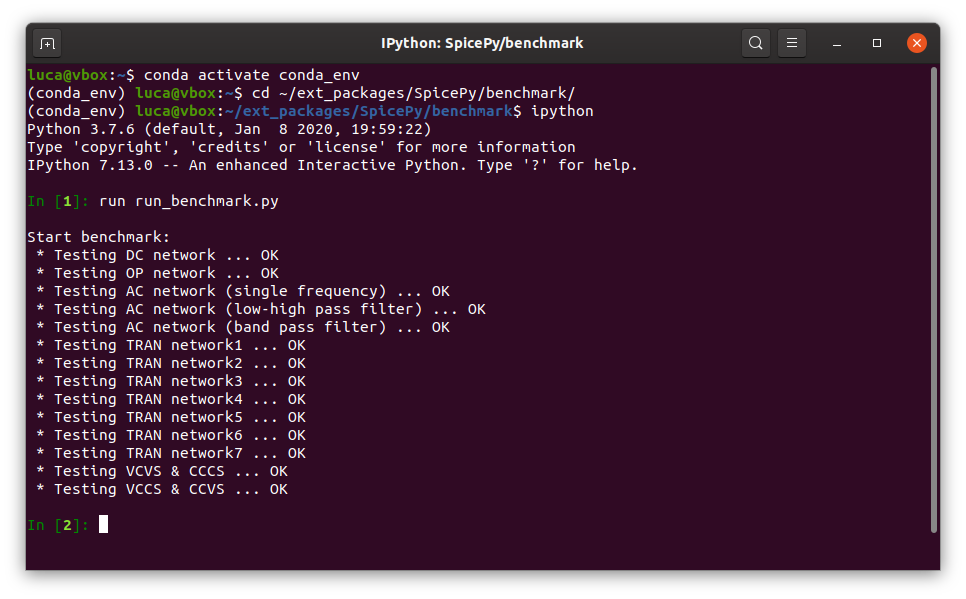 IPython: SpicePy/benchmark
luca@vbox:~$ conda activate conda_env
(conda_env) luca@vbox:~$ cd ~/ext_packages/SpicePy/benchmark/
(conda_env) luca@vbox:~/ext_packages/SpicePy/benchmark$ ipython
Python 3.7.6 (default, Jan  8 2020, 19:59:22)
Type 'copyright', 'credits' or 'license' for more information
IPython 7.13.0 -- An enhanced Interactive Python. Type '?' for help.
In [1]: run run_benchmark.py
Start benchmark:
 * Testing DC network ... OK
 * Testing OP network ... OK
 * Testing AC network (single frequency) ... OK
 * Testing AC network (low-high pass filter) ... OK
 * Testing AC network (band pass filter) ... OK
 * Testing TRAN network1 ... OK
 * Testing TRAN network2 ... OK
 * Testing TRAN network3 ... OK
 * Testing TRAN network4 ... OK
 * Testing TRAN network5 ... OK
 * Testing TRAN network6 ... OK
 * Testing TRAN network7 ... OK
 * Testing VCVS & CCCS ... OK
 * Testing VCCS & CCVS ... OK
In [2]: